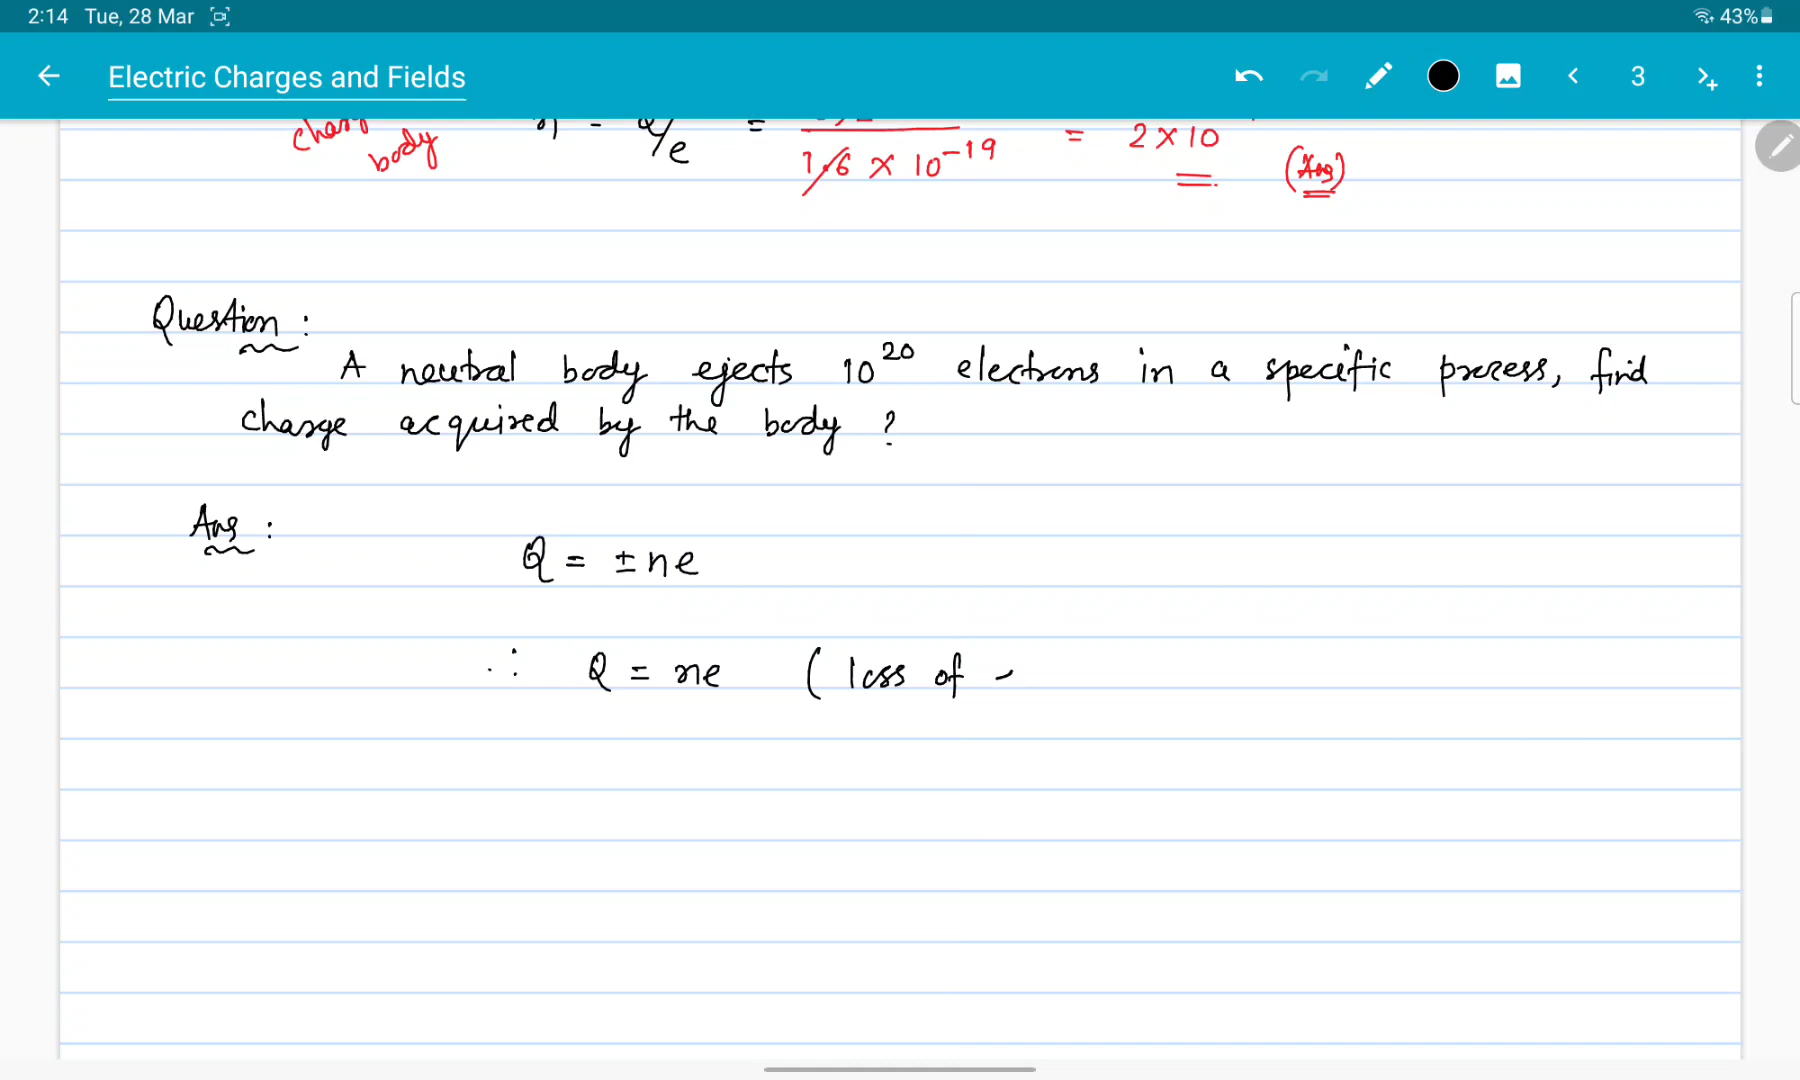 2:14 Tue, 28 Mar 43%
Electric Charges and Fields 3
body /e = 1.6 × 10⁻¹⁹ = 2 × 10 (Ans)
Question :
A neutral body ejects 10²⁰ electrons in a specific process, find
charge acquired by the body ?
Ans :
Q = ± ne
∴ Q = ne ( loss of